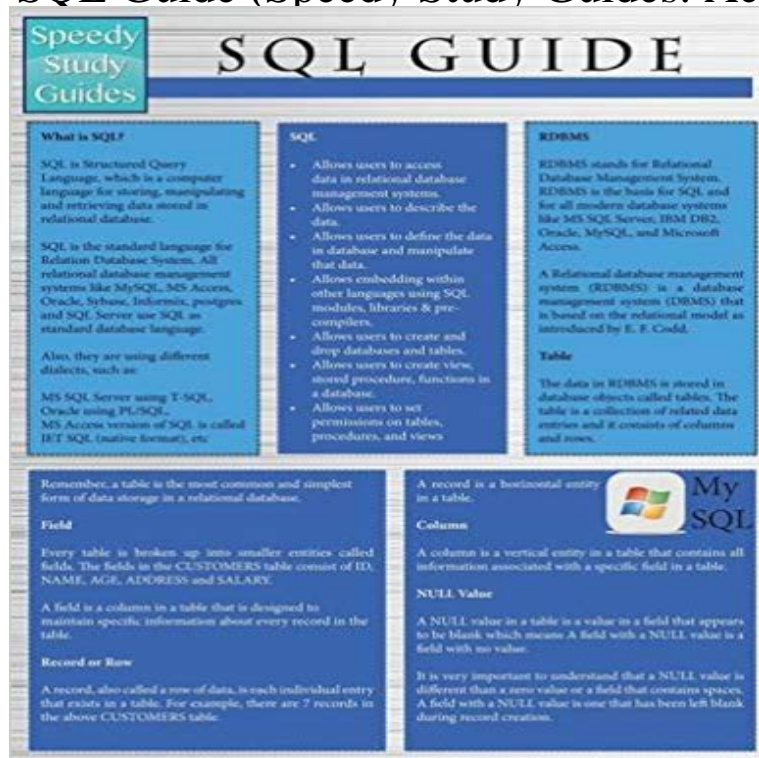 SQL Guide (Speedy Study Guides: Ac
Speedy
Study
Guides
SQL GUIDE
What is SQL?
SQL is Structured Query
Language, which is a computer
language for storing, manipulating
and retrieving data stored in
relational database.
SQL is the standard language for
Relation Database System. All
relational database management
systems like MySQL, MS Access,
Oracle, Sybase, Informix, postgres
and SQL Server use SQL as
standard database language.
Also, they are using different
dialects, such as:
MS SQL Server using T-SQL,
Oracle using PL/SQL,
MS Access version of SQL is called
JET SQL (native format), etc
SQL
• Allows users to access
data in relational database
management systems.
• Allows users to describe the
data.
• Allows users to define the data
in database and manipulate
that data.
• Allows embedding within
other languages using SQL
modules, libraries & pre-
compilers.
• Allows users to create and
drop databases and tables.
• Allows users to create view,
stored procedure, functions in
a database.
• Allows users to set
permissions on tables,
procedures, and views
RDBMS
RDBMS stands for Relational
Database Management System.
RDBMS is the basis for SQL and
for all modern database systems
like MS SQL Server, IBM DB2,
Oracle, MySQL, and Microsoft
Access.
A Relational database management
system (RDBMS) is a database
management system (DBMS) that
is based on the relational model as
introduced by E. F. Codd.
Table
The data in RDBMS is stored in
database objects called tables. The
table is a collection of related data
entries and it consists of columns
and rows.
Remember, a table is the most common and simplest
form of data storage in a relational database.
Field
Every table is broken up into smaller entities called
fields. The fields in the CUSTOMERS table consist of ID,
NAME, AGE, ADDRESS and SALARY.
A field is a column in a table that is designed to
maintain specific information about every record in the
table.
Record or Row
A record, also called a row of data, is each individual entry
that exists in a table. For example, there are 7 records in
the above CUSTOMERS table.
A record is a horizontal entity
in a table.
My
SQL
Column
A column is a vertical entity in a table that contains all
information associated with a specific field in a table.
NULL Value
A NULL value in a table is a value in a field that appears
to be blank which means A field with a NULL value is a
field with no value.
It is very important to understand that a NULL value is
different than a zero value or a field that contains spaces.
A field with a NULL value is one that has been left blank
during record creation.